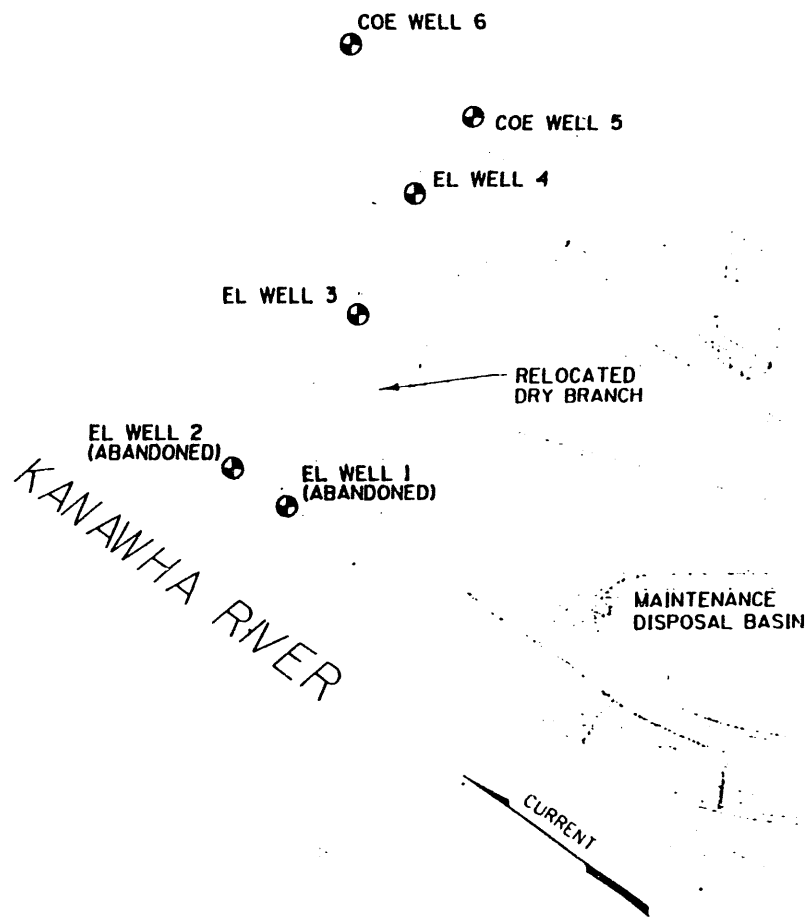 COE WELL 6
COE WELL 5
EL WELL 4
EL WELL 3
RELOCATED
DRY BRANCH
EL WELL 2
(ABANDONED)
EL WELL 1
(ABANDONED)
KANAWHA RIVER
MAINTENANCE
DISPOSAL BASIN
CURRENT